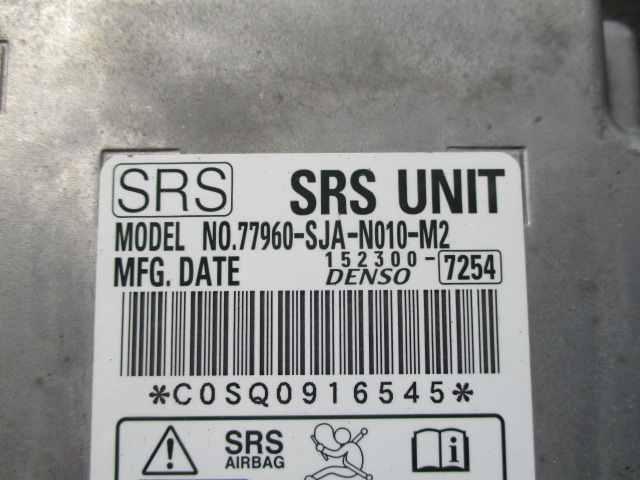 SRS SRS UNIT
MODEL NO.77960-SJA-N010-M2
MFG. DATE 152300-7254
DENSO
*C0SQ0916545*
SRS
AIRBAG